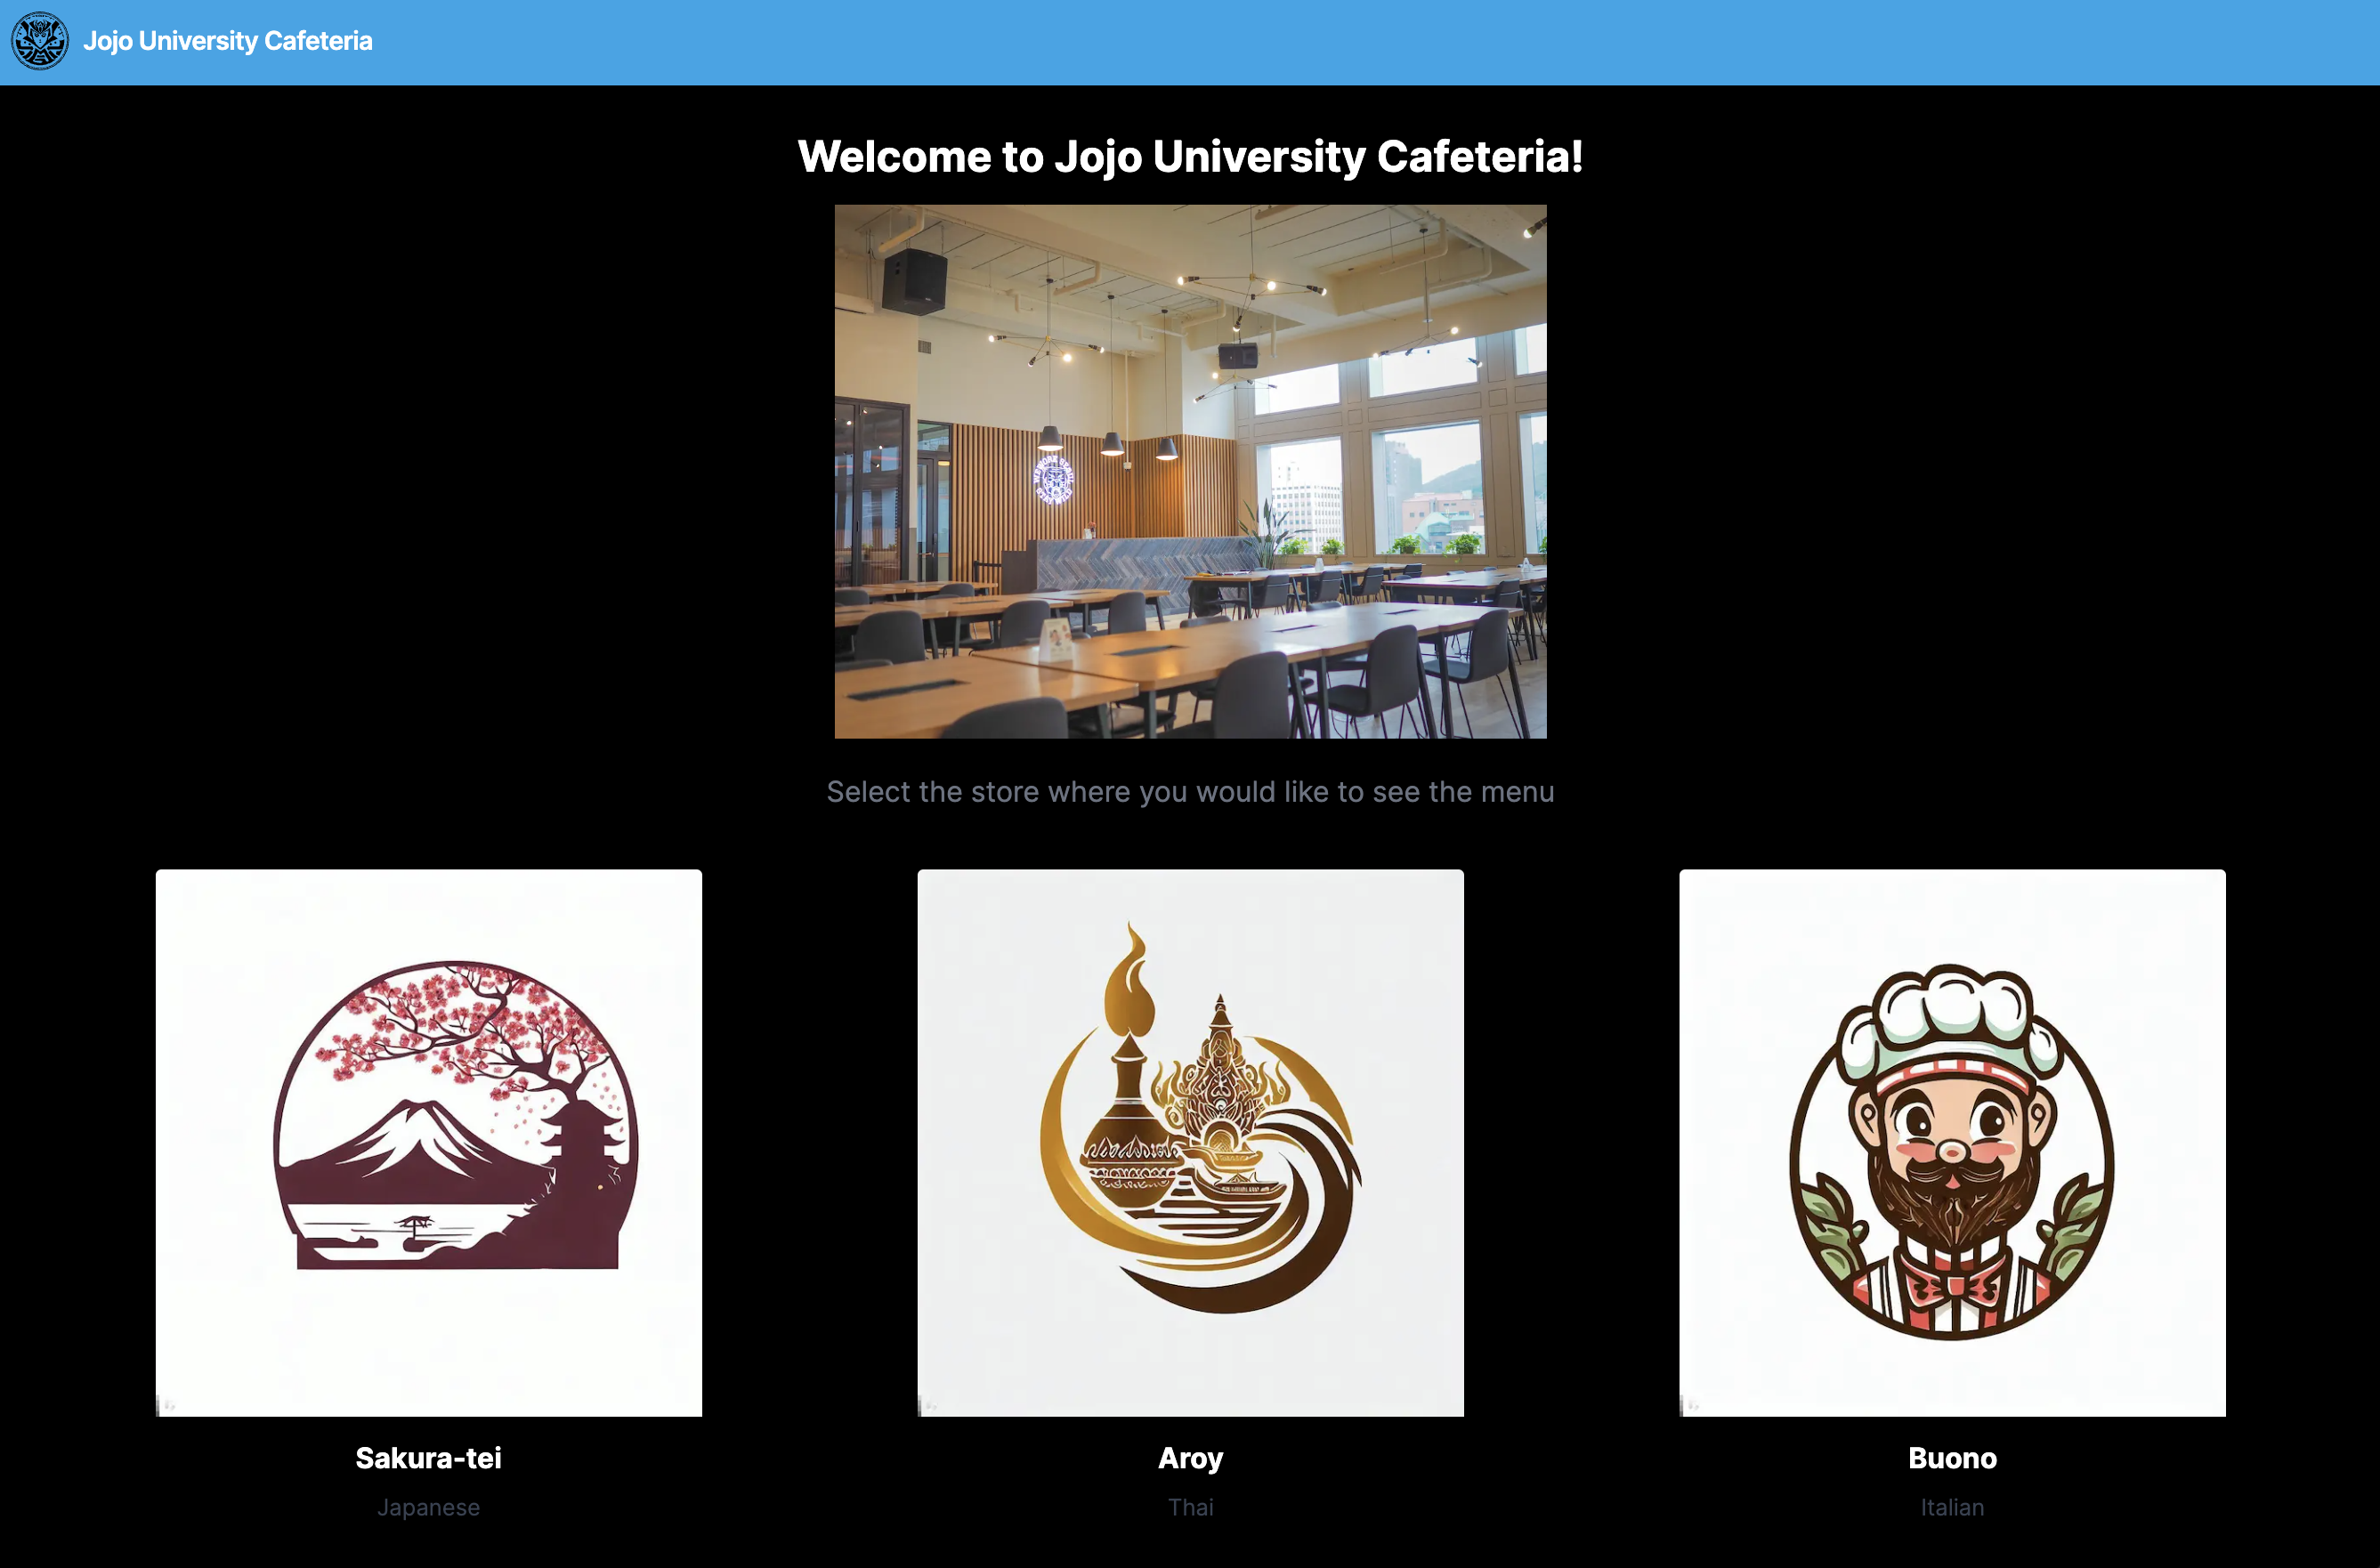 Jojo University Cafeteria
Welcome to Jojo University Cafeteria!
Select the store where you would like to see the menu
Sakura-tei
Japanese
Aroy
Thai
Buono
Italian